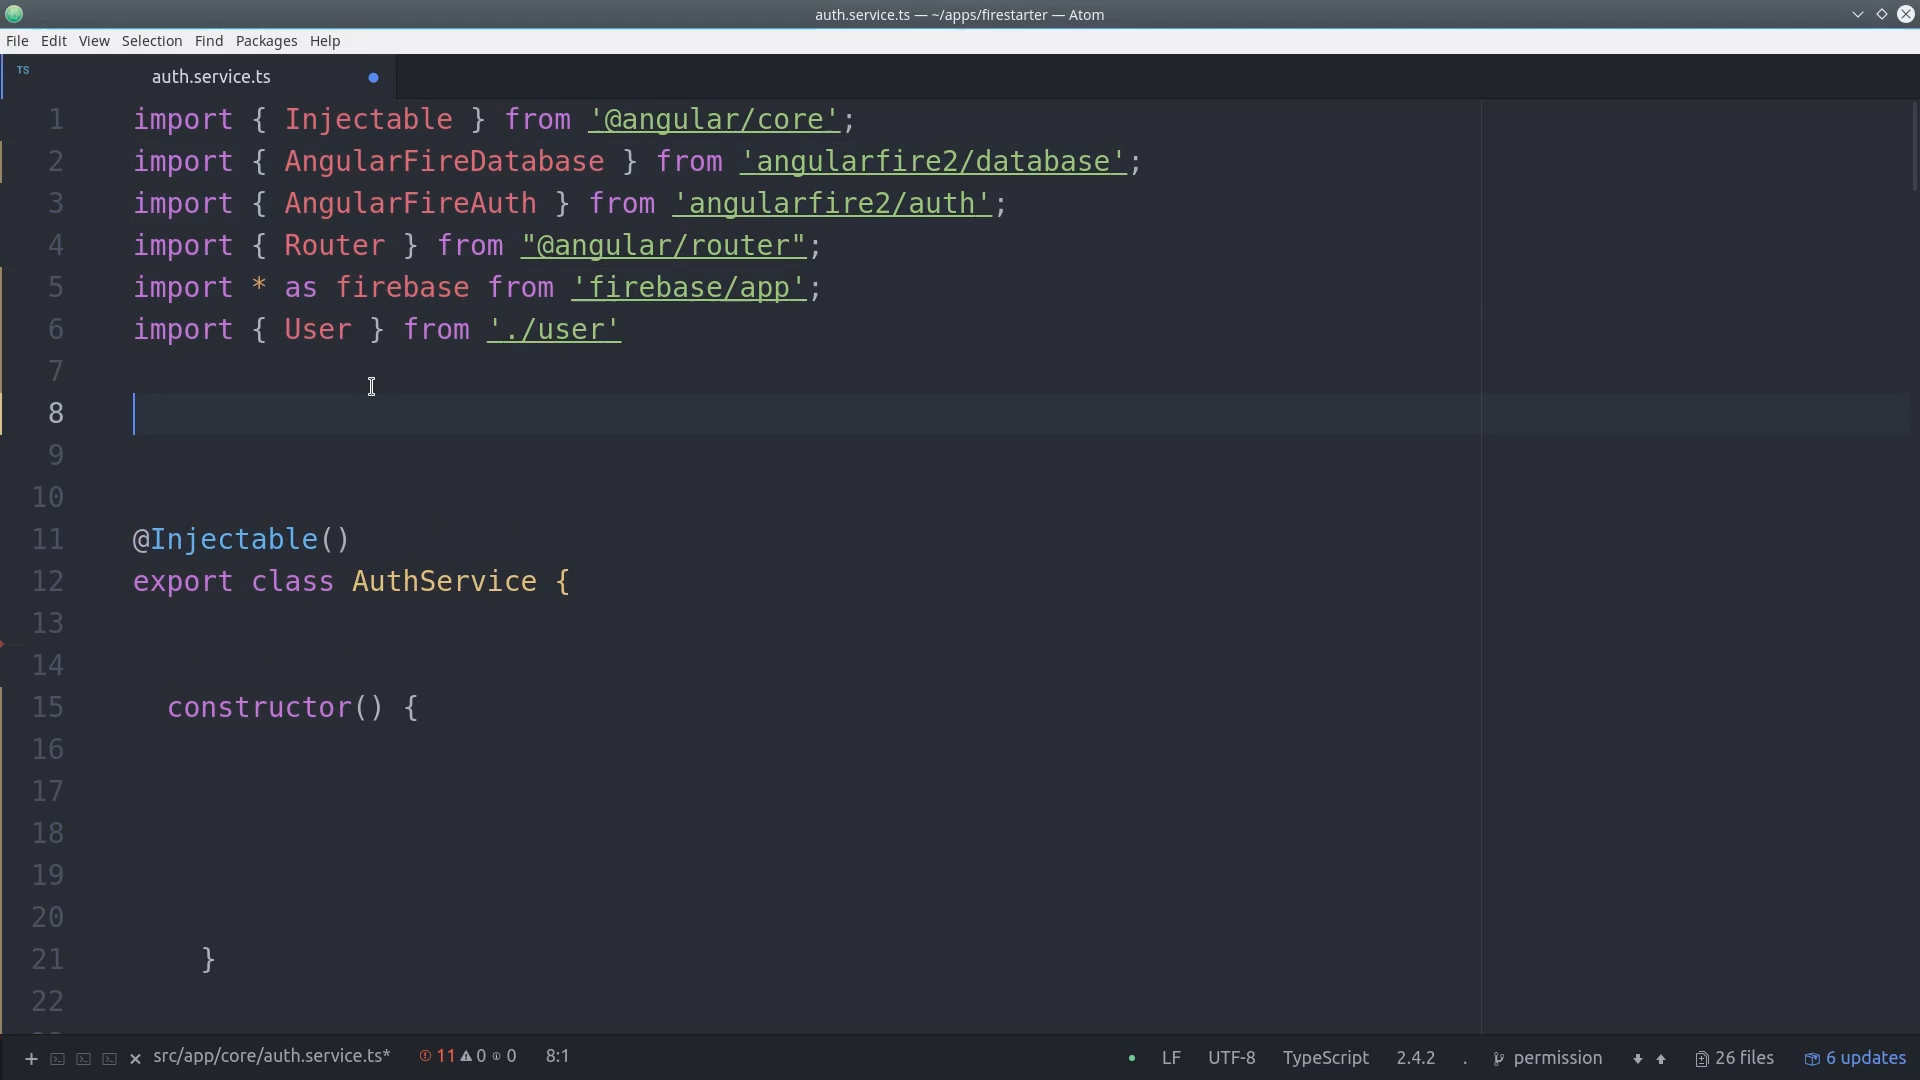 auth.service.ts — ~/apps/firestarter — Atom
File Edit View Selection Find Packages Help
TS auth.service.ts
1 import { Injectable } from '@angular/core';
2 import { AngularFireDatabase } from 'angularfire2/database';
3 import { AngularFireAuth } from 'angularfire2/auth';
4 import { Router } from "@angular/router";
5 import * as firebase from 'firebase/app';
6 import { User } from './user'
7
8
9
10
11 @Injectable()
12 export class AuthService {
13
14
15 constructor() {
16
17
18
19
20
21 }
22
+ × src/app/core/auth.service.ts* 11 0 0 8:1 LF UTF-8 TypeScript 2.4.2 . permission 26 files 6 updates